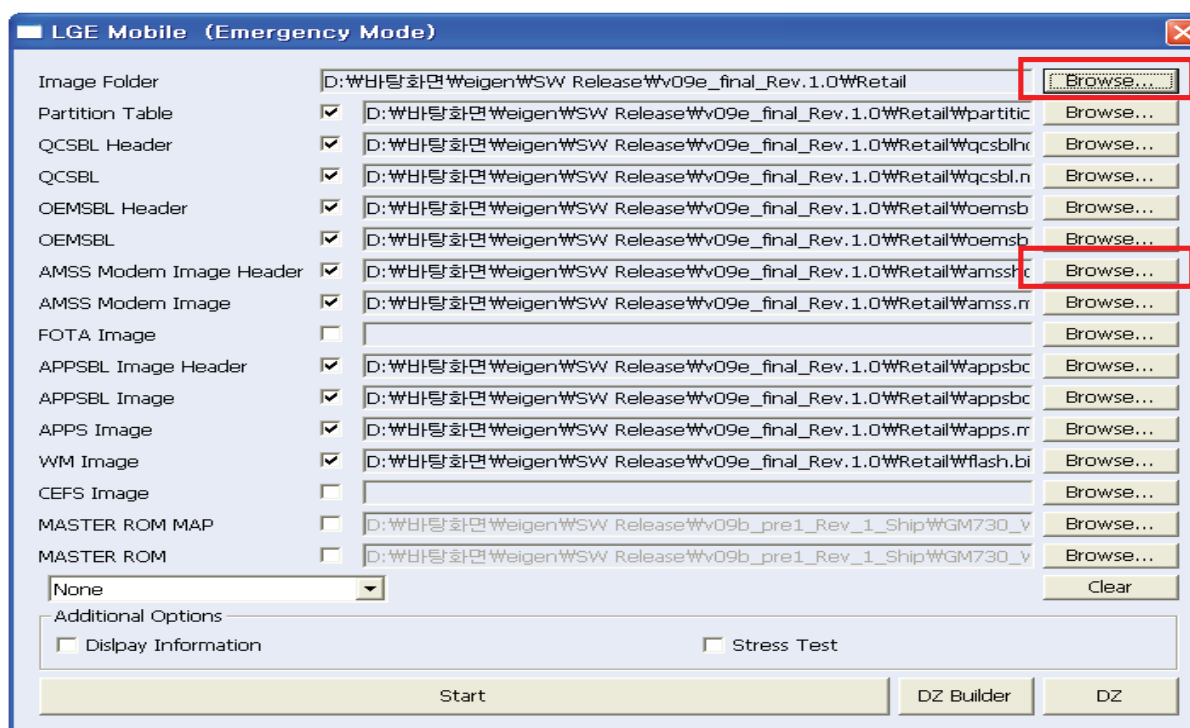 LGE Mobile (Emergency Mode)
Image Folder D:₩바탕화면₩eigen₩SW Release₩v09e_final_Rev.1.0₩Retail Browse...
Partition Table D:₩바탕화면₩eigen₩SW Release₩v09e_final_Rev.1.0₩Retail₩partitic Browse...
QCSBL Header D:₩바탕화면₩eigen₩SW Release₩v09e_final_Rev.1.0₩Retail₩qcsblh Browse...
QCSBL D:₩바탕화면₩eigen₩SW Release₩v09e_final_Rev.1.0₩Retail₩qcsbl.n Browse...
OEMSBL Header D:₩바탕화면₩eigen₩SW Release₩v09e_final_Rev.1.0₩Retail₩oemsb Browse...
OEMSBL D:₩바탕화면₩eigen₩SW Release₩v09e_final_Rev.1.0₩Retail₩oemsb Browse...
AMSS Modem Image Header D:₩바탕화면₩eigen₩SW Release₩v09e_final_Rev.1.0₩Retail₩amssh Browse...
AMSS Modem Image D:₩바탕화면₩eigen₩SW Release₩v09e_final_Rev.1.0₩Retail₩amss.m Browse...
FOTA Image Browse...
APPSBL Image Header D:₩바탕화면₩eigen₩SW Release₩v09e_final_Rev.1.0₩Retail₩appsbc Browse...
APPSBL Image D:₩바탕화면₩eigen₩SW Release₩v09e_final_Rev.1.0₩Retail₩appsbc Browse...
APPS Image D:₩바탕화면₩eigen₩SW Release₩v09e_final_Rev.1.0₩Retail₩apps.m Browse...
WM Image D:₩바탕화면₩eigen₩SW Release₩v09e_final_Rev.1.0₩Retail₩flash.bi Browse...
CEFS Image Browse...
MASTER ROM MAP D:₩바탕화면₩eigen₩SW Release₩v09b_pre1_Rev_1_Ship₩GM730_V Browse...
MASTER ROM D:₩바탕화면₩eigen₩SW Release₩v09b_pre1_Rev_1_Ship₩GM730_V Browse...
None Clear
Additional Options
Dislpay Information Stress Test
Start DZ Builder DZ